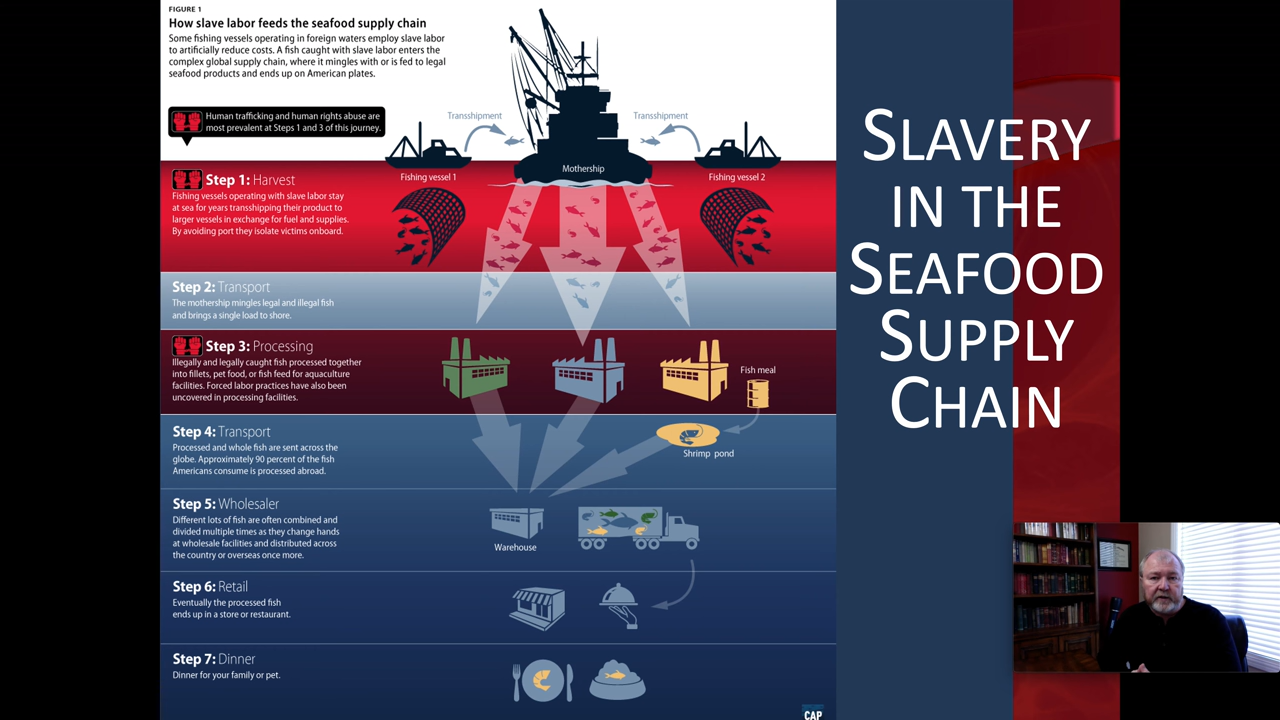 FIGURE 1
How slave labor feeds the seafood supply chain
Some fishing vessels operating in foreign waters employ slave labor
to artificially reduce costs. A fish caught with slave labor enters the
complex global supply chain, where it mingles with or is fed to legal
seafood products and ends up on American plates.
Human trafficking and human rights abuse are
most prevalent at Steps 1 and 3 of this journey.
Transshipment
Transshipment
Mothership
Fishing vessel 1
Fishing vessel 2
Step 1: Harvest
Fishing vessels operating with slave labor stay
at sea for years transshipping their product to
larger vessels in exchange for fuel and supplies.
By avoiding port they isolate victims onboard.
Step 2: Transport
The mothership mingles legal and illegal fish
and brings a single load to shore.
Step 3: Processing
Illegally and legally caught fish processed together
into fillets, pet food, or fish feed for aquaculture
facilities. Forced labor practices have also been
uncovered in processing facilities.
Fish meal
Step 4: Transport
Processed and whole fish are sent across the
globe. Approximately 90 percent of the fish
Americans consume is processed abroad.
Shrimp pond
Step 5: Wholesaler
Different lots of fish are often combined and
divided multiple times as they change hands
at wholesale facilities and distributed across
the country or overseas once more.
Warehouse
Step 6: Retail
Eventually the processed fish
ends up in a store or restaurant.
Step 7: Dinner
Dinner for your family or pet.
CAP
SLAVERY
IN THE
SEAFOOD
SUPPLY
CHAIN